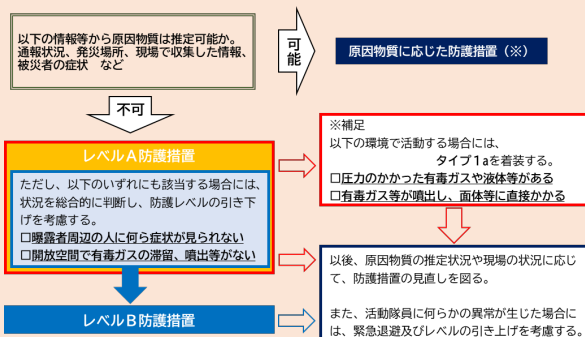 以下の情報等から原因物質は推定可能か。
通報状況、発災場所、現場で収集した情報、
被災者の症状 など
可能
原因物質に応じた防護措置（※）
不可
レベルA防護措置
ただし、以下のいずれにも該当する場合には、
状況を総合的に判断し、防護レベルの引き下
げを考慮する。
□曝露者周辺の人に何ら症状が見られない
□開放空間で有毒ガスの滞留、噴出等がない
※補足
以下の環境で活動する場合には、
タイプ１aを着装する。
□圧力のかかった有毒ガスや液体等がある
□有毒ガス等が噴出し、面体等に直接かかる
レベルB防護措置
以後、原因物質の推定状況や現場の状況に応じ
て、防護措置の見直しを図る。
また、活動隊員に何らかの異常が生じた場合に
は、緊急退避及びレベルの引き上げを考慮する。